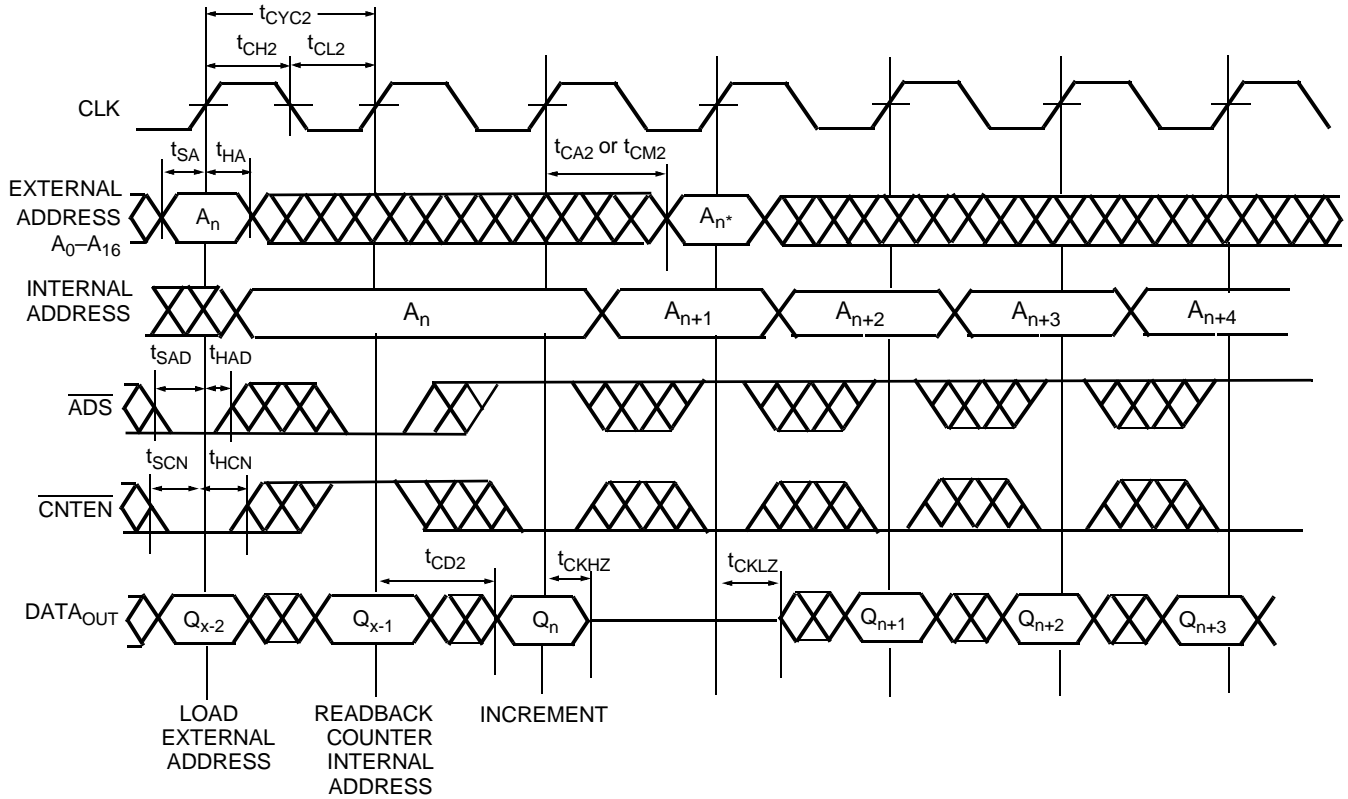 tCYC2
tCH2
tCL2
CLK
tSA
tHA
tCA2 or tCM2
EXTERNAL
ADDRESS
A0–A16
An
An*
INTERNAL
ADDRESS
An
An+1
An+2
An+3
An+4
tSAD
tHAD
ADS
tSCN
tHCN
CNTEN
tCD2
tCKHZ
tCKLZ
DATAOUT
Qx-2
Qx-1
Qn
Qn+1
Qn+2
Qn+3
LOAD
EXTERNAL
ADDRESS
READBACK
COUNTER
INTERNAL
ADDRESS
INCREMENT